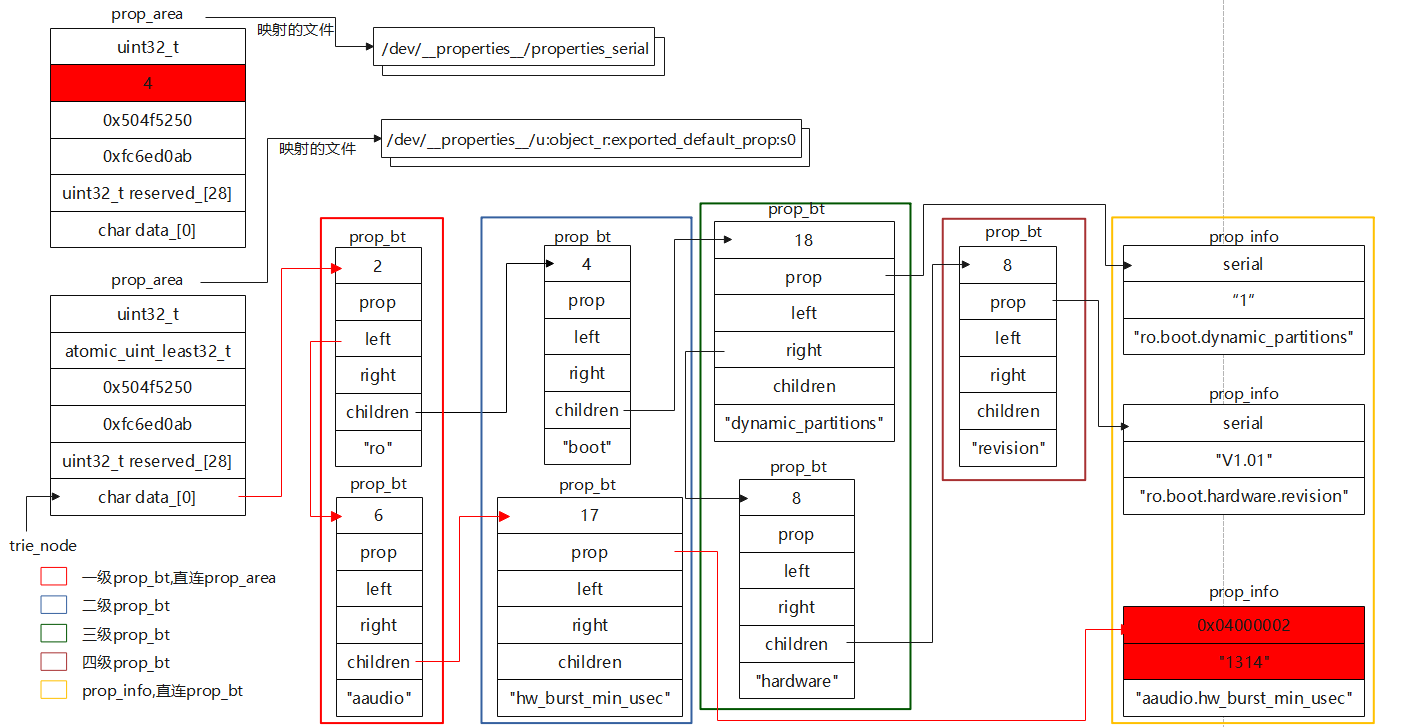 prop_area
uint32_t
4
0x504f5250
0xfc6ed0ab
uint32_t reserved_[28]
char data_[0]
映射的文件
/dev/__properties__/properties_serial
映射的文件
/dev/__properties__/u:object_r:exported_default_prop:s0
prop_area
uint32_t
atomic_uint_least32_t
0x504f5250
0xfc6ed0ab
uint32_t reserved_[28]
char data_[0]
trie_node
prop_bt
2
prop
left
right
children
"ro"
prop_bt
6
prop
left
right
children
"aaudio"
prop_bt
4
prop
left
right
children
"boot"
prop_bt
17
prop
left
right
children
"hw_burst_min_usec"
prop_bt
18
prop
left
right
children
"dynamic_partitions"
prop_bt
8
prop
left
right
children
"hardware"
prop_bt
8
prop
left
right
children
"revision"
prop_info
serial
“1”
"ro.boot.dynamic_partitions"
prop_info
serial
"V1.01"
"ro.boot.hardware.revision"
prop_info
0x04000002
"1314"
"aaudio.hw_burst_min_usec"
一级prop_bt,直连prop_area
二级prop_bt
三级prop_bt
四级prop_bt
prop_info,直连prop_bt